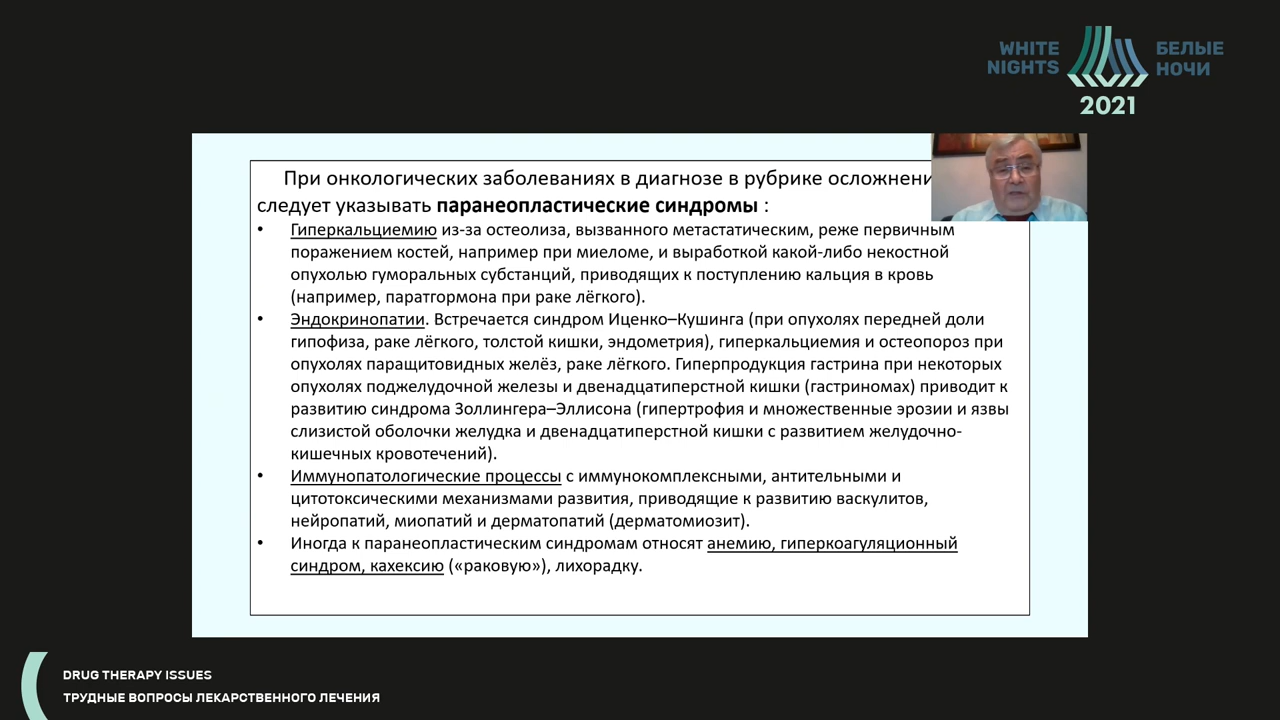 WHITE
NIGHTS
БЕЛЫЕ
НОЧИ
2021
При онкологических заболеваниях в диагнозе в рубрике
следует указывать паранеопластические синдромы :
• Гиперкальциемию из-за остеолиза, вызванного метастатическим, реже первичным
поражением костей, например при миеломе, и выработкой какой-либо некостной
опухолью гуморальных субстанций, приводящих к поступлению кальция в кровь
(например, паратгормона при раке лёгкого).
• Эндокринопатии. Встречается синдром Иценко–Кушинга (при опухолях передней доли
гипофиза, раке лёгкого, толстой кишки, эндометрия), гиперкальциемия и остеопороз при
опухолях паращитовидных желёз, раке лёгкого. Гиперпродукция гастрина при некоторых
опухолях поджелудочной железы и двенадцатиперстной кишки (гастриномах) приводит к
развитию синдрома Золлингера–Эллисона (гипертрофия и множественные эрозии и язвы
слизистой оболочки желудка и двенадцатиперстной кишки с развитием желудочно-
кишечных кровотечений).
• Иммунопатологические процессы с иммунокомплексными, антительными и
цитотоксическими механизмами развития, приводящие к развитию васкулитов,
нейропатий, миопатий и дерматопатий (дерматомиозит).
• Иногда к паранеопластическим синдромам относят анемию, гиперкоагуляционный
синдром, кахексию («раковую»), лихорадку.
DRUG THERAPY ISSUES
ТРУДНЫЕ ВОПРОСЫ ЛЕКАРСТВЕННОГО ЛЕЧЕНИЯ